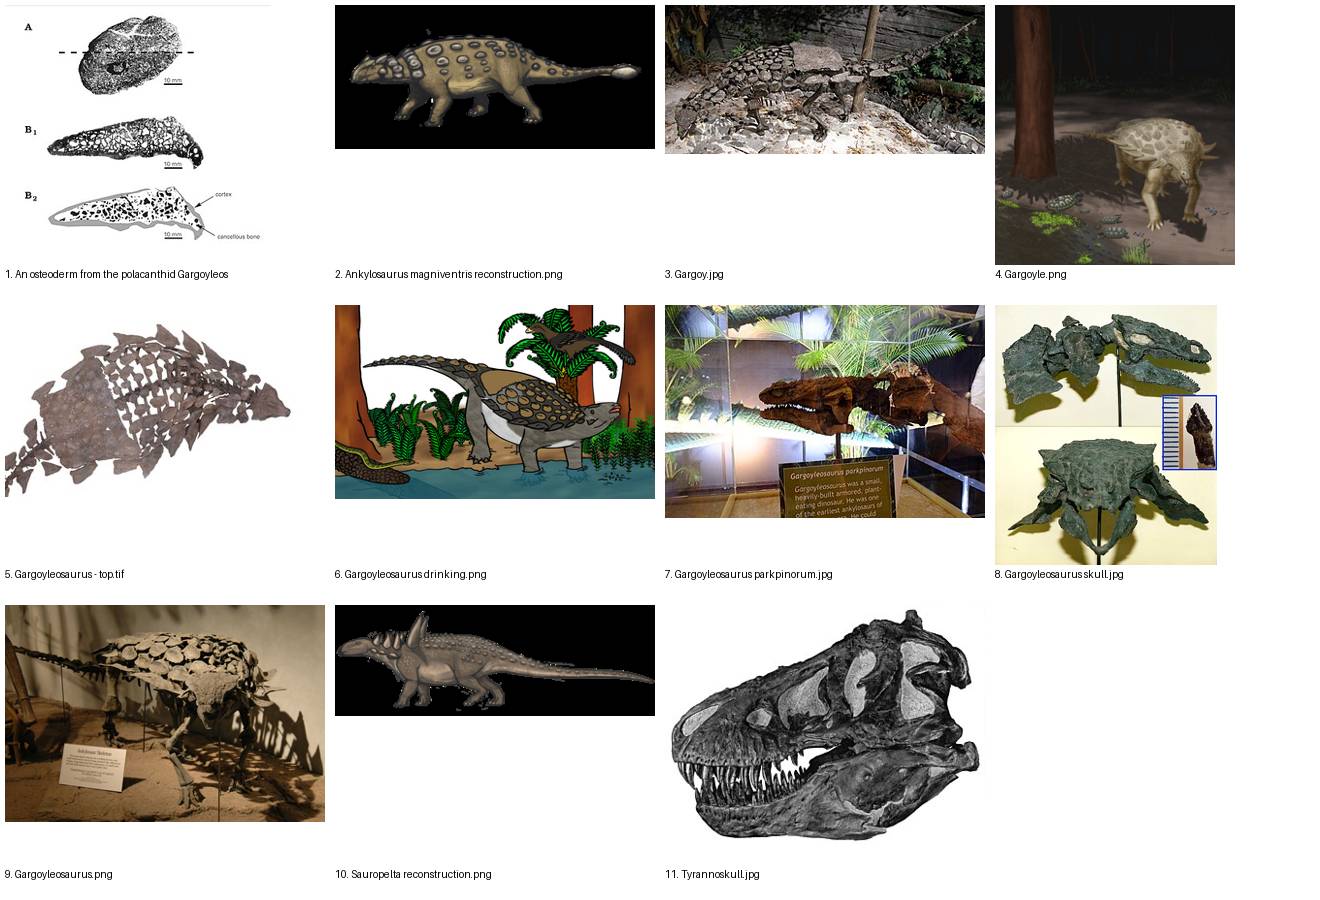 A
10 mm
B1
10 mm
B2
cortex
10 mm
cancellous bone
1. An osteoderm from the polacanthid Gargoyleos
2. Ankylosaurus magniventris reconstruction.png
3. Gargoy.jpg
4. Gargoyle.png
5. Gargoyleosaurus - top.tif
6. Gargoyleosaurus drinking.png
Gargoyleosaurus parkpinorum
Gargoyleosaurus was a small,
heavily-built armored, plant-
eating dinosaur. He was one
of the earliest ankylosaurs of
He could
7. Gargoyleosaurus parkpinorum.jpg
8. Gargoyleosaurus skull.jpg
9. Gargoyleosaurus.png
10. Sauropelta reconstruction.png
11. Tyrannoskull.jpg